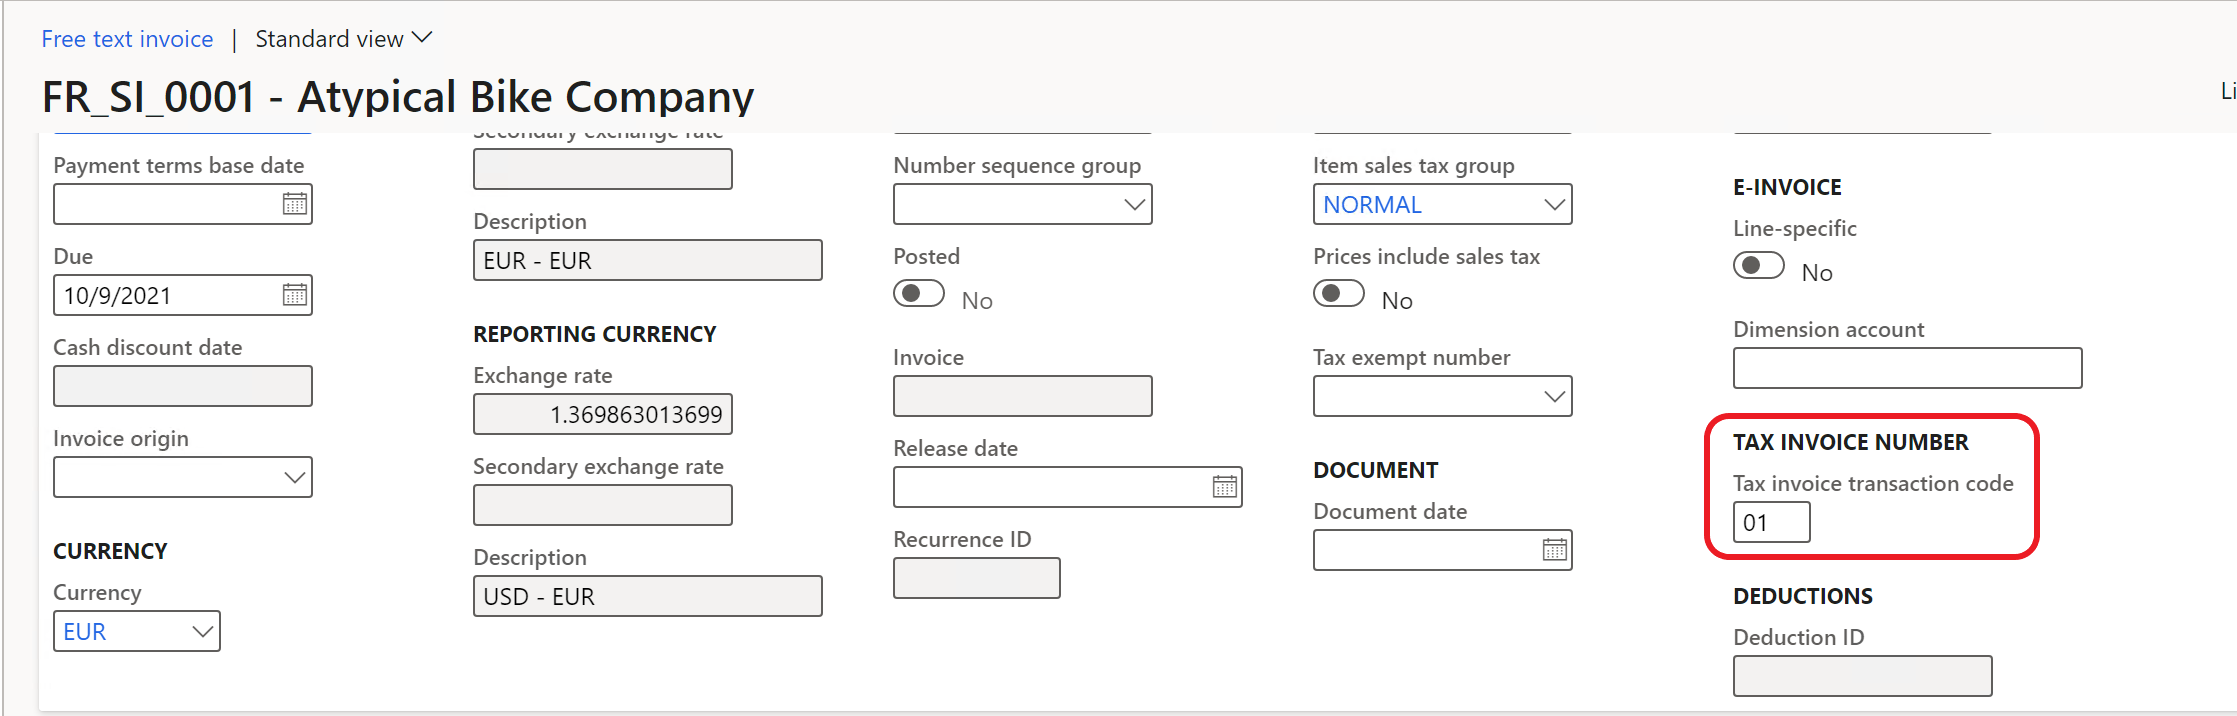 Free text invoice | Standard view
FR_SI_0001 - Atypical Bike Company
Li
Payment terms base date
Due
10/9/2021
Cash discount date
Invoice origin
CURRENCY
Currency
EUR
Secondary exchange rate
Description
EUR - EUR
REPORTING CURRENCY
Exchange rate
1.369863013699
Secondary exchange rate
Description
USD - EUR
Number sequence group
Posted
No
Invoice
Release date
Recurrence ID
Item sales tax group
NORMAL
Prices include sales tax
No
Tax exempt number
DOCUMENT
Document date
E-INVOICE
Line-specific
No
Dimension account
TAX INVOICE NUMBER
Tax invoice transaction code
01
DEDUCTIONS
Deduction ID